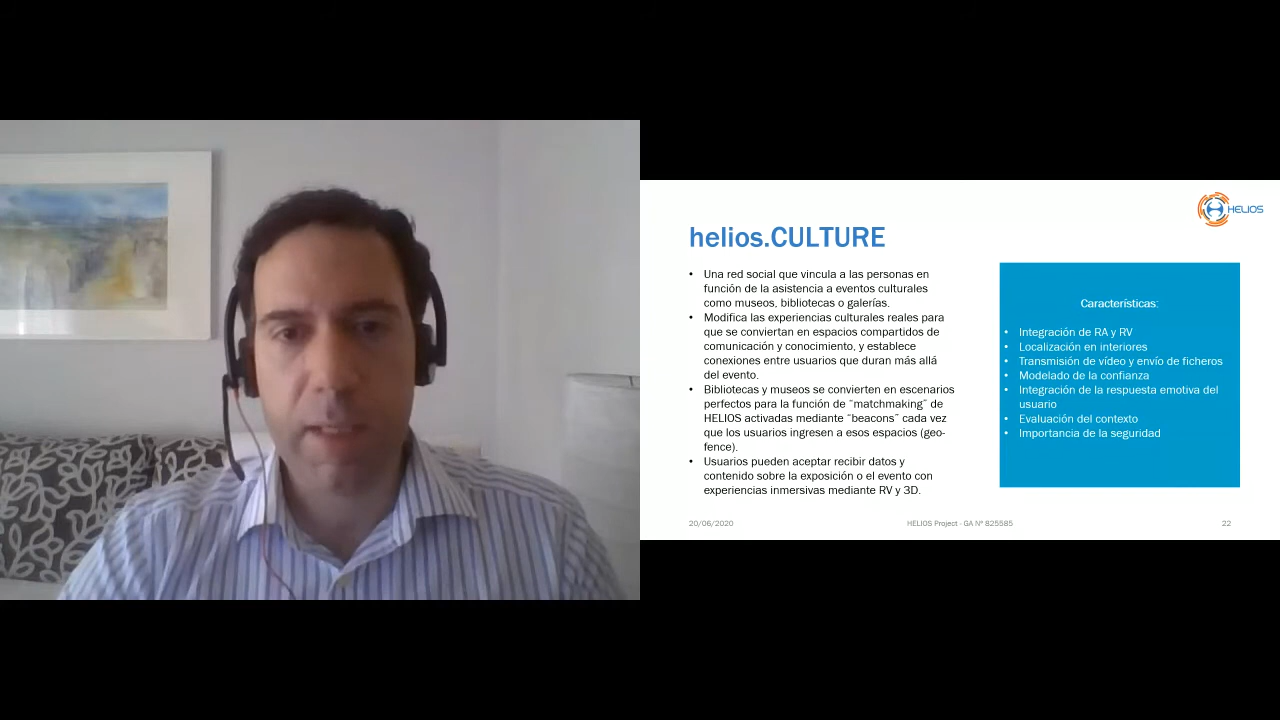 HELIOS
helios.CULTURE
• Una red social que vincula a las personas en
función de la asistencia a eventos culturales
como museos, bibliotecas o galerías.
• Modifica las experiencias culturales reales para
que se conviertan en espacios compartidos de
comunicación y conocimiento, y establece
conexiones entre usuarios que duran más allá
del evento.
• Bibliotecas y museos se convierten en escenarios
perfectos para la función de “matchmaking” de
HELIOS activadas mediante “beacons” cada vez
que los usuarios ingresen a esos espacios (geo-
fence).
• Usuarios pueden aceptar recibir datos y
contenido sobre la exposición o el evento con
experiencias inmersivas mediante RV y 3D.
Características:
• Integración de RA y RV
• Localización en interiores
• Transmisión de vídeo y envío de ficheros
• Modelado de la confianza
• Integración de la respuesta emotiva del
usuario
• Evaluación del contexto
• Importancia de la seguridad
20/06/2020
HELIOS Project - GA Nº 825585
22